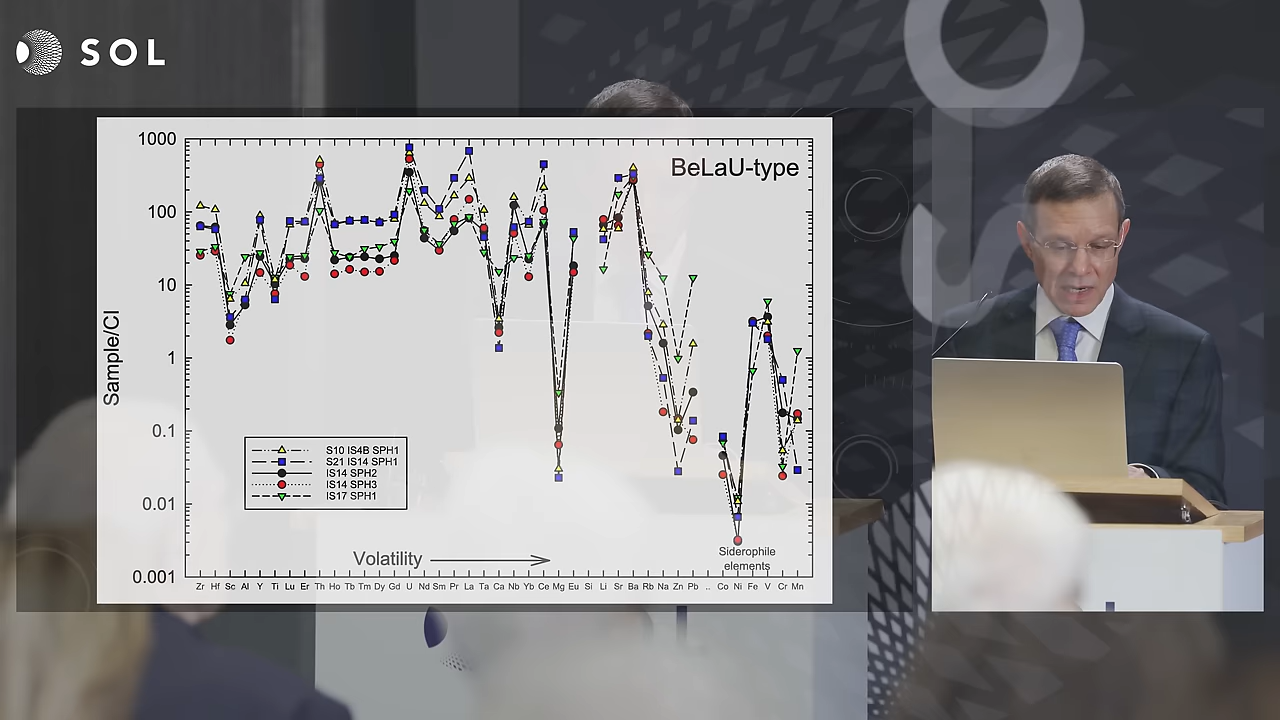 SOL
BeLaU-type
1000
100
10
1
0.1
0.01
0.001
Sample/CI
S10 IS4B SPH1
S21 IS14 SPH1
IS14 SPH2
IS14 SPH3
IS17 SPH1
Volatility
Siderophile
elements
Zr Hf Sc Al Y Ti Lu Er Th Ho Tb Tm Dy Gd U Nd Sm Pr La Ta Ca Nb Yb Ce Mg Eu Si Li Sr Ba Rb Na Zn Pb .. Co Ni Fe V Cr Mn